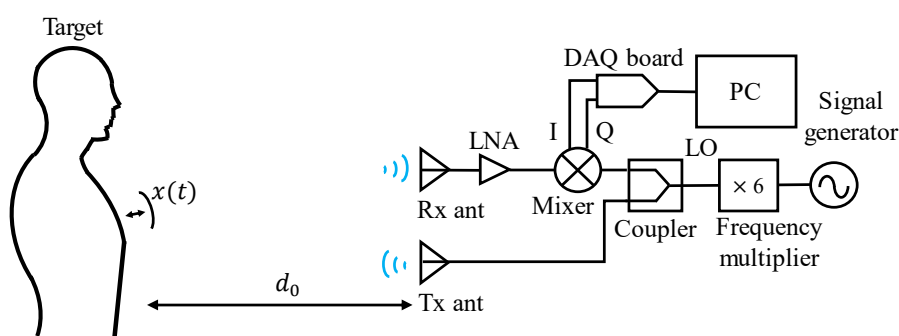 Target
x(t)
d₀
DAQ board
PC
Signal
generator
I
Q
LNA
LO
× 6
Rx ant
Mixer
Coupler
Frequency
multiplier
Tx ant